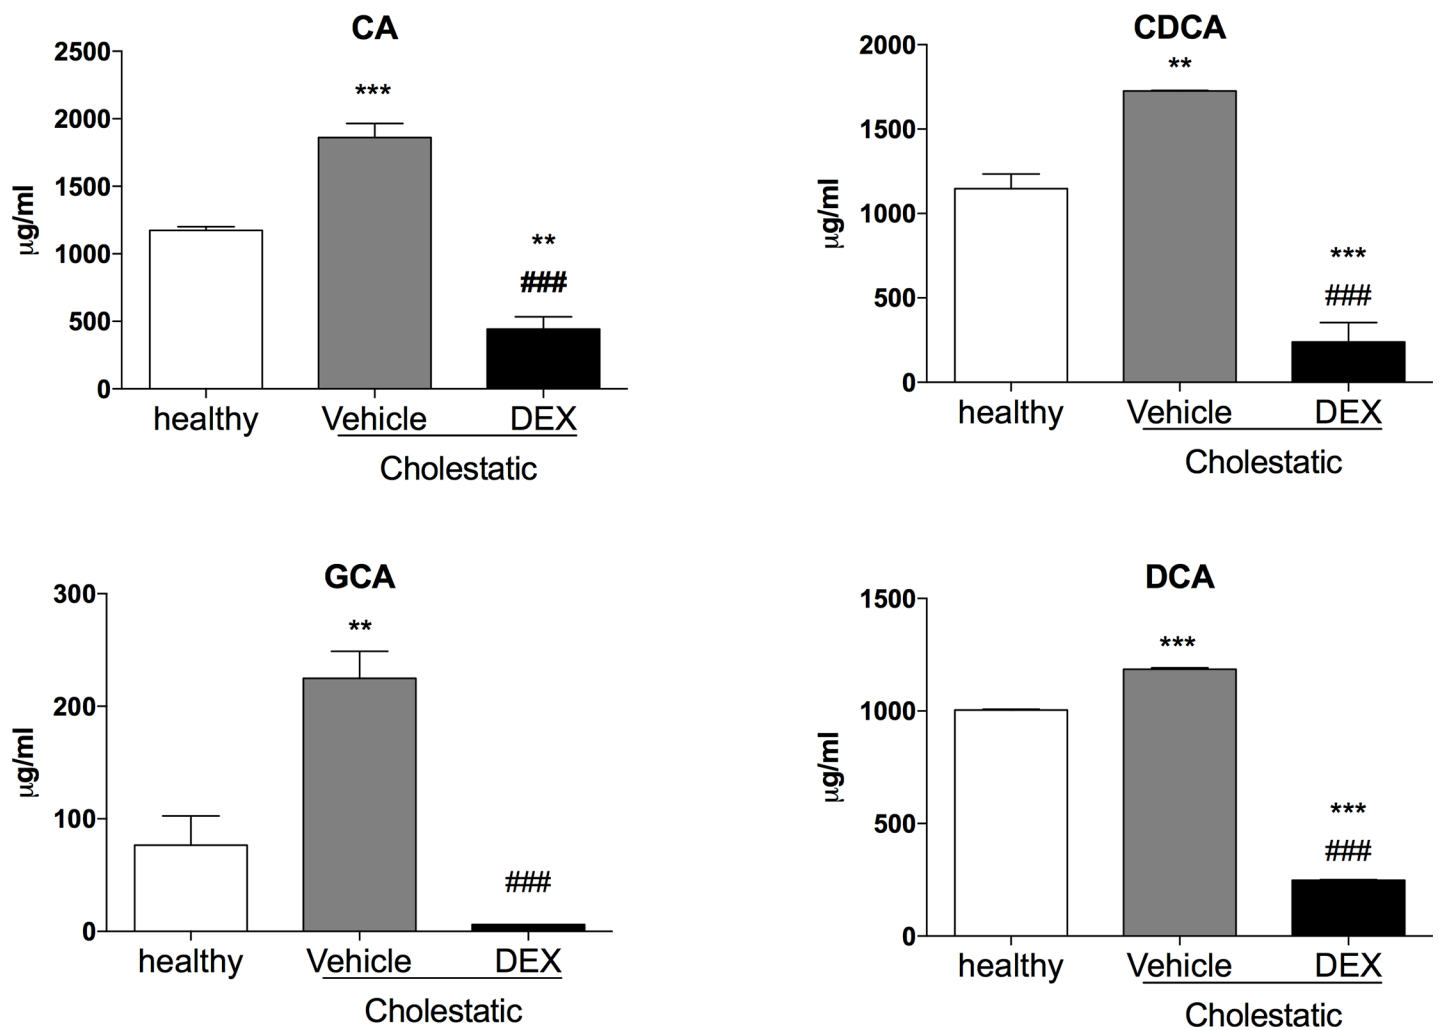 CA
2500
2000
1500
1000
500
0
μg/ml
***
**
###
healthy Vehicle DEX
Cholestatic
CDCA
2000
1500
1000
500
0
μg/ml
**
***
###
healthy Vehicle DEX
Cholestatic
GCA
300
200
100
0
μg/ml
**
###
healthy Vehicle DEX
Cholestatic
DCA
1500
1000
500
0
μg/ml
***
***
###
healthy Vehicle DEX
Cholestatic